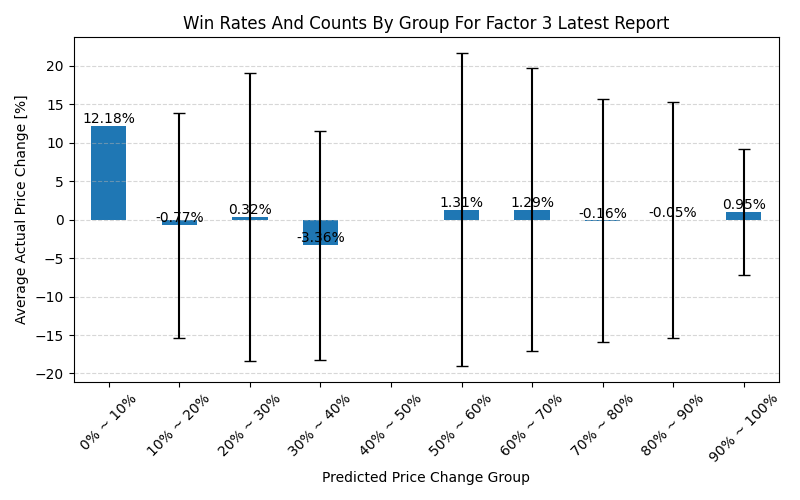 Win Rates And Counts By Group For Factor 3 Latest Report
Average Actual Price Change [%]
20
15
10
5
0
−5
−10
−15
−20
12.18%
-0.77%
0.32%
-3.36%
1.31%
1.29%
-0.16%
-0.05%
0.95%
0% ~ 10%
10% ~ 20%
20% ~ 30%
30% ~ 40%
40% ~ 50%
50% ~ 60%
60% ~ 70%
70% ~ 80%
80% ~ 90%
90% ~ 100%
Predicted Price Change Group